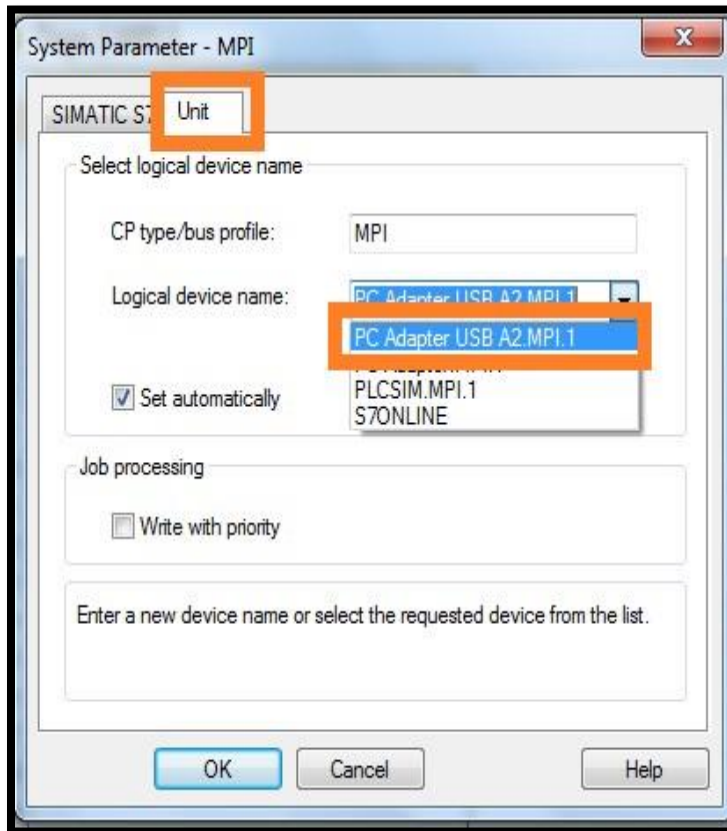 System Parameter - MPI
SIMATIC S7
Unit
Select logical device name
CP type/bus profile:
MPI
Logical device name:
PC Adapter USB A2.MPI.1
PC Adapter USB A2.MPI.1
PLCSIM.MPI.1
S7ONLINE
Set automatically
Job processing
Write with priority
Enter a new device name or select the requested device from the list.
OK
Cancel
Help